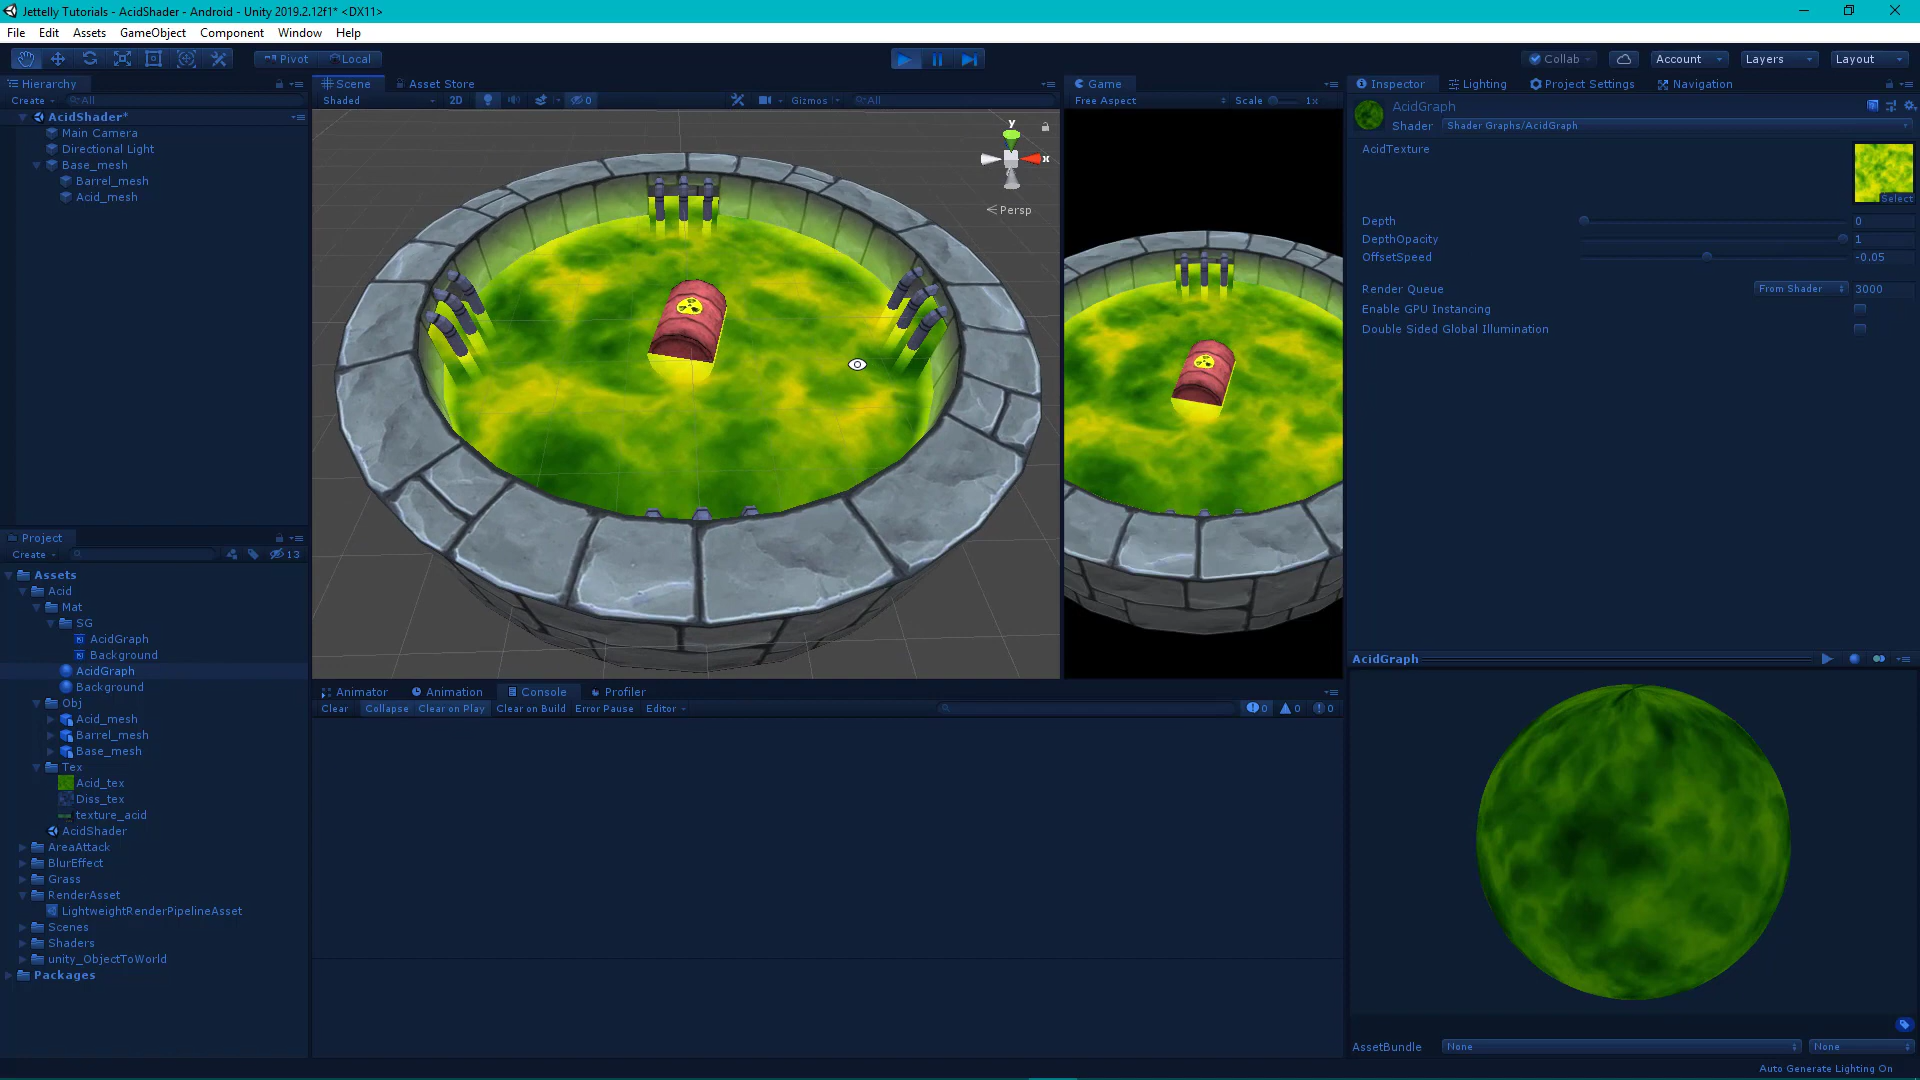 Jettelly Tutorials - AcidShader - Android - Unity 2019.2.12f1* <DX11>
File Edit Assets GameObject Component Window Help
Pivot Local Collab Account Layers Layout
Hierarchy
Create All
AcidShader*
Main Camera
Directional Light
Base_mesh
Barrel_mesh
Acid_mesh
Scene Asset Store
Shaded 2D 0 Gizmos All
y
x
Persp
Game
Free Aspect Scale 1x
Inspector Lighting Project Settings Navigation
AcidGraph
Shader Shader Graphs/AcidGraph
AcidTexture
Select
Depth 0
DepthOpacity 1
OffsetSpeed -0.05
Render Queue From Shader 3000
Enable GPU Instancing
Double Sided Global Illumination
Project
Create 13
Assets
Acid
Mat
SG
AcidGraph
Background
AcidGraph
Background
Obj
Acid_mesh
Barrel_mesh
Base_mesh
Tex
Acid_tex
Diss_tex
texture_acid
AcidShader
AreaAttack
BlurEffect
Grass
RenderAsset
LightweightRenderPipelineAsset
Scenes
Shaders
unity_ObjectToWorld
Packages
Animator Animation Console Profiler
Clear Collapse Clear on Play Clear on Build Error Pause Editor 0 0 0
AcidGraph
AssetBundle None None
Auto Generate Lighting On